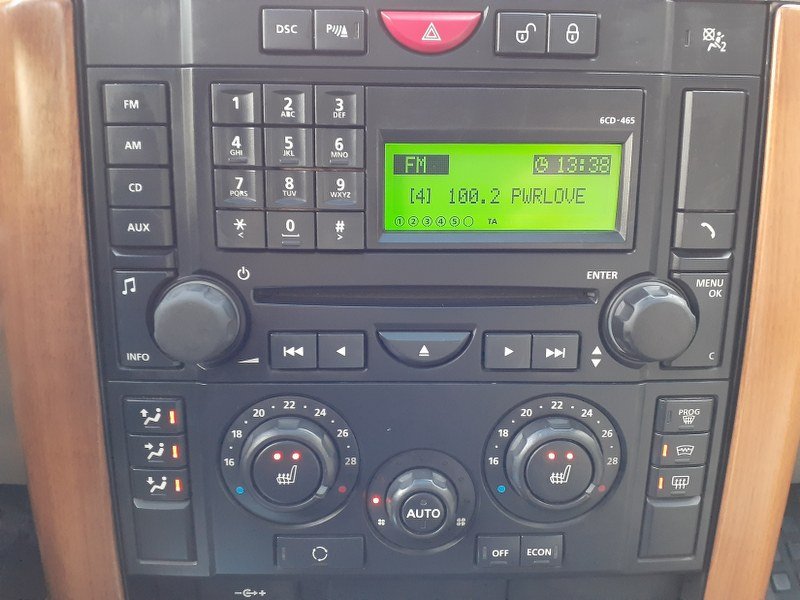 DSC
2
FM
AM
CD
AUX
INFO
1
2 ABC
3 DEF
4 GHI
5 JKL
6 MNO
7 PQRS
8 TUV
9 WXYZ
* <
0
# >
6CD-465
FM 13:38
[4] 100.2 PWRLOVE
1 2 3 4 5 TA
ENTER
MENU
OK
C
16 18 20 22 24 26 28
16 18 20 22 24 26 28
AUTO
PROG
OFF
ECON